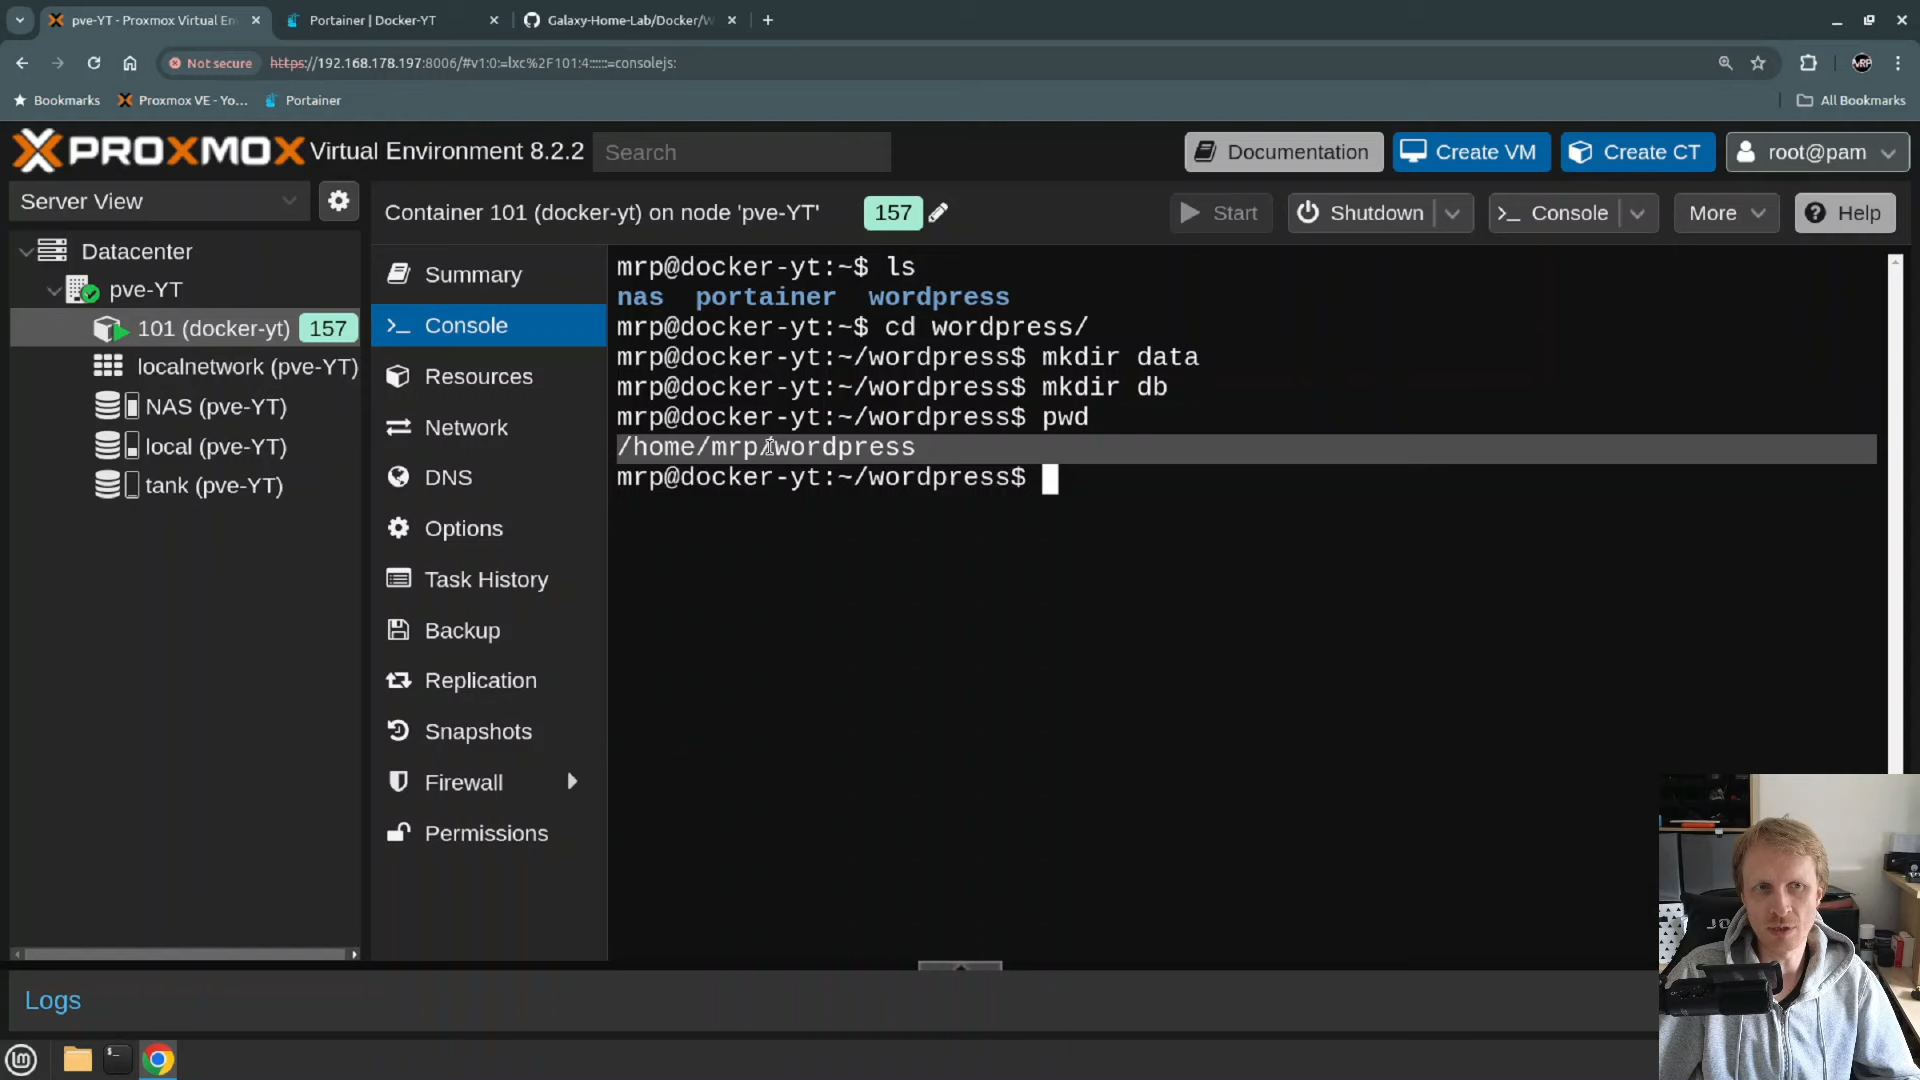 pve-YT - Proxmox Virtual En
Portainer | Docker-YT
Galaxy-Home-Lab/Docker/W
Not secure
https://192.168.178.197:8006/#v1:0:=lxc%2F101:4::::::=consolejs:
Bookmarks
Proxmox VE - Yo...
Portainer
All Bookmarks
PROXMOX
Virtual Environment 8.2.2
Search
Documentation
Create VM
Create CT
root@pam
Server View
Container 101 (docker-yt) on node 'pve-YT'
157
Start
Shutdown
Console
More
Help
Datacenter
pve-YT
101 (docker-yt)
157
localnetwork (pve-YT)
NAS (pve-YT)
local (pve-YT)
tank (pve-YT)
Summary
Console
Resources
Network
DNS
Options
Task History
Backup
Replication
Snapshots
Firewall
Permissions
mrp@docker-yt:~$ ls
nas portainer wordpress
mrp@docker-yt:~$ cd wordpress/
mrp@docker-yt:~/wordpress$ mkdir data
mrp@docker-yt:~/wordpress$ mkdir db
mrp@docker-yt:~/wordpress$ pwd
/home/mrp/wordpress
mrp@docker-yt:~/wordpress$
Logs